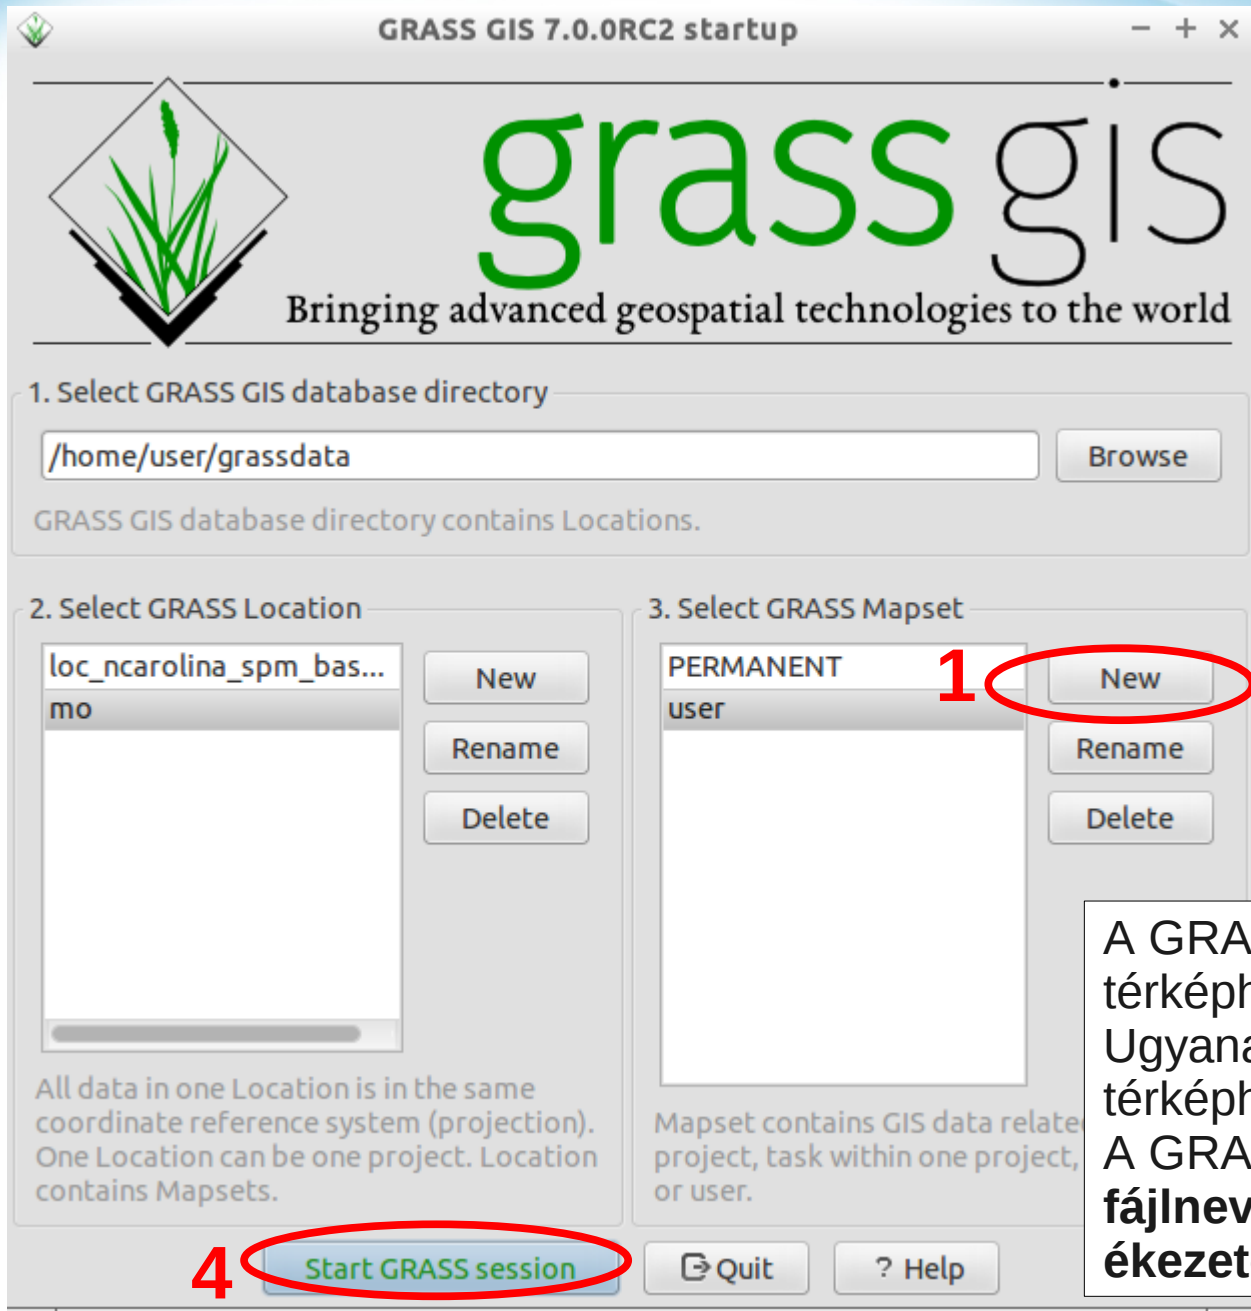 GRASS GIS 7.0.0RC2 startup
grass gis
Bringing advanced geospatial technologies to the world
1. Select GRASS GIS database directory
/home/user/grassdata
Browse
GRASS GIS database directory contains Locations.
2. Select GRASS Location
loc_ncarolina_spm_bas...
mo
New
Rename
Delete
All data in one Location is in the same
coordinate reference system (projection).
One Location can be one project. Location
contains Mapsets.
3. Select GRASS Mapset
PERMANENT
user
1
New
Rename
Delete
Mapset contains GIS data related
project, task within one project,
or user.
A GRA
térképh
Ugyana
térképh
A GRA
fájlnev
ékezet
4
Start GRASS session
Quit
? Help